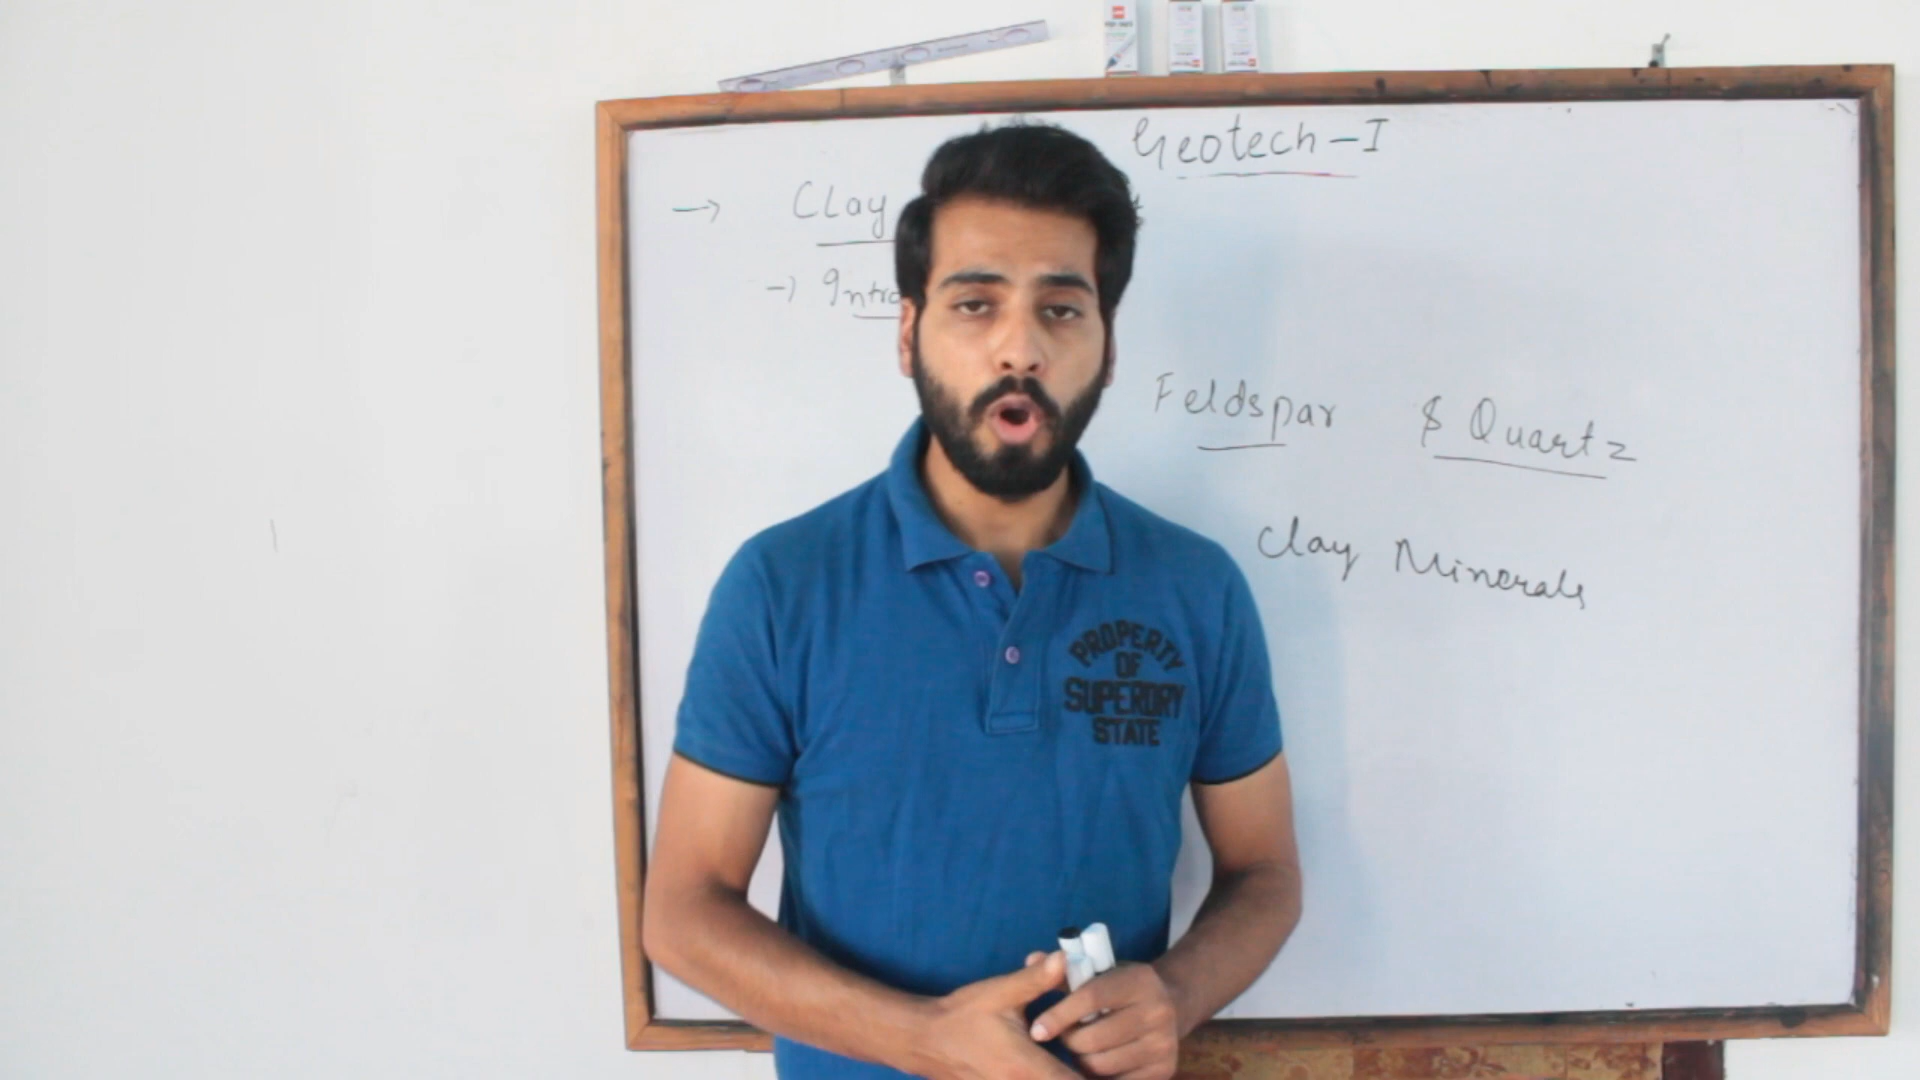 Geotech-I
→ Clay
→ Intro
Feldspar & Quartz
Clay Minerals
PROPERTY
OF
SUPERDRY
STATE